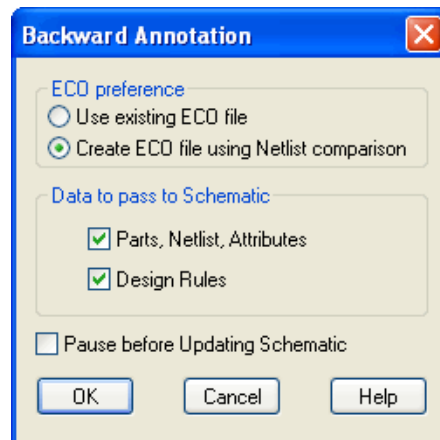 Backward Annotation
ECO preference
Use existing ECO file
Create ECO file using Netlist comparison
Data to pass to Schematic
Parts, Netlist, Attributes
Design Rules
Pause before Updating Schematic
OK Cancel Help